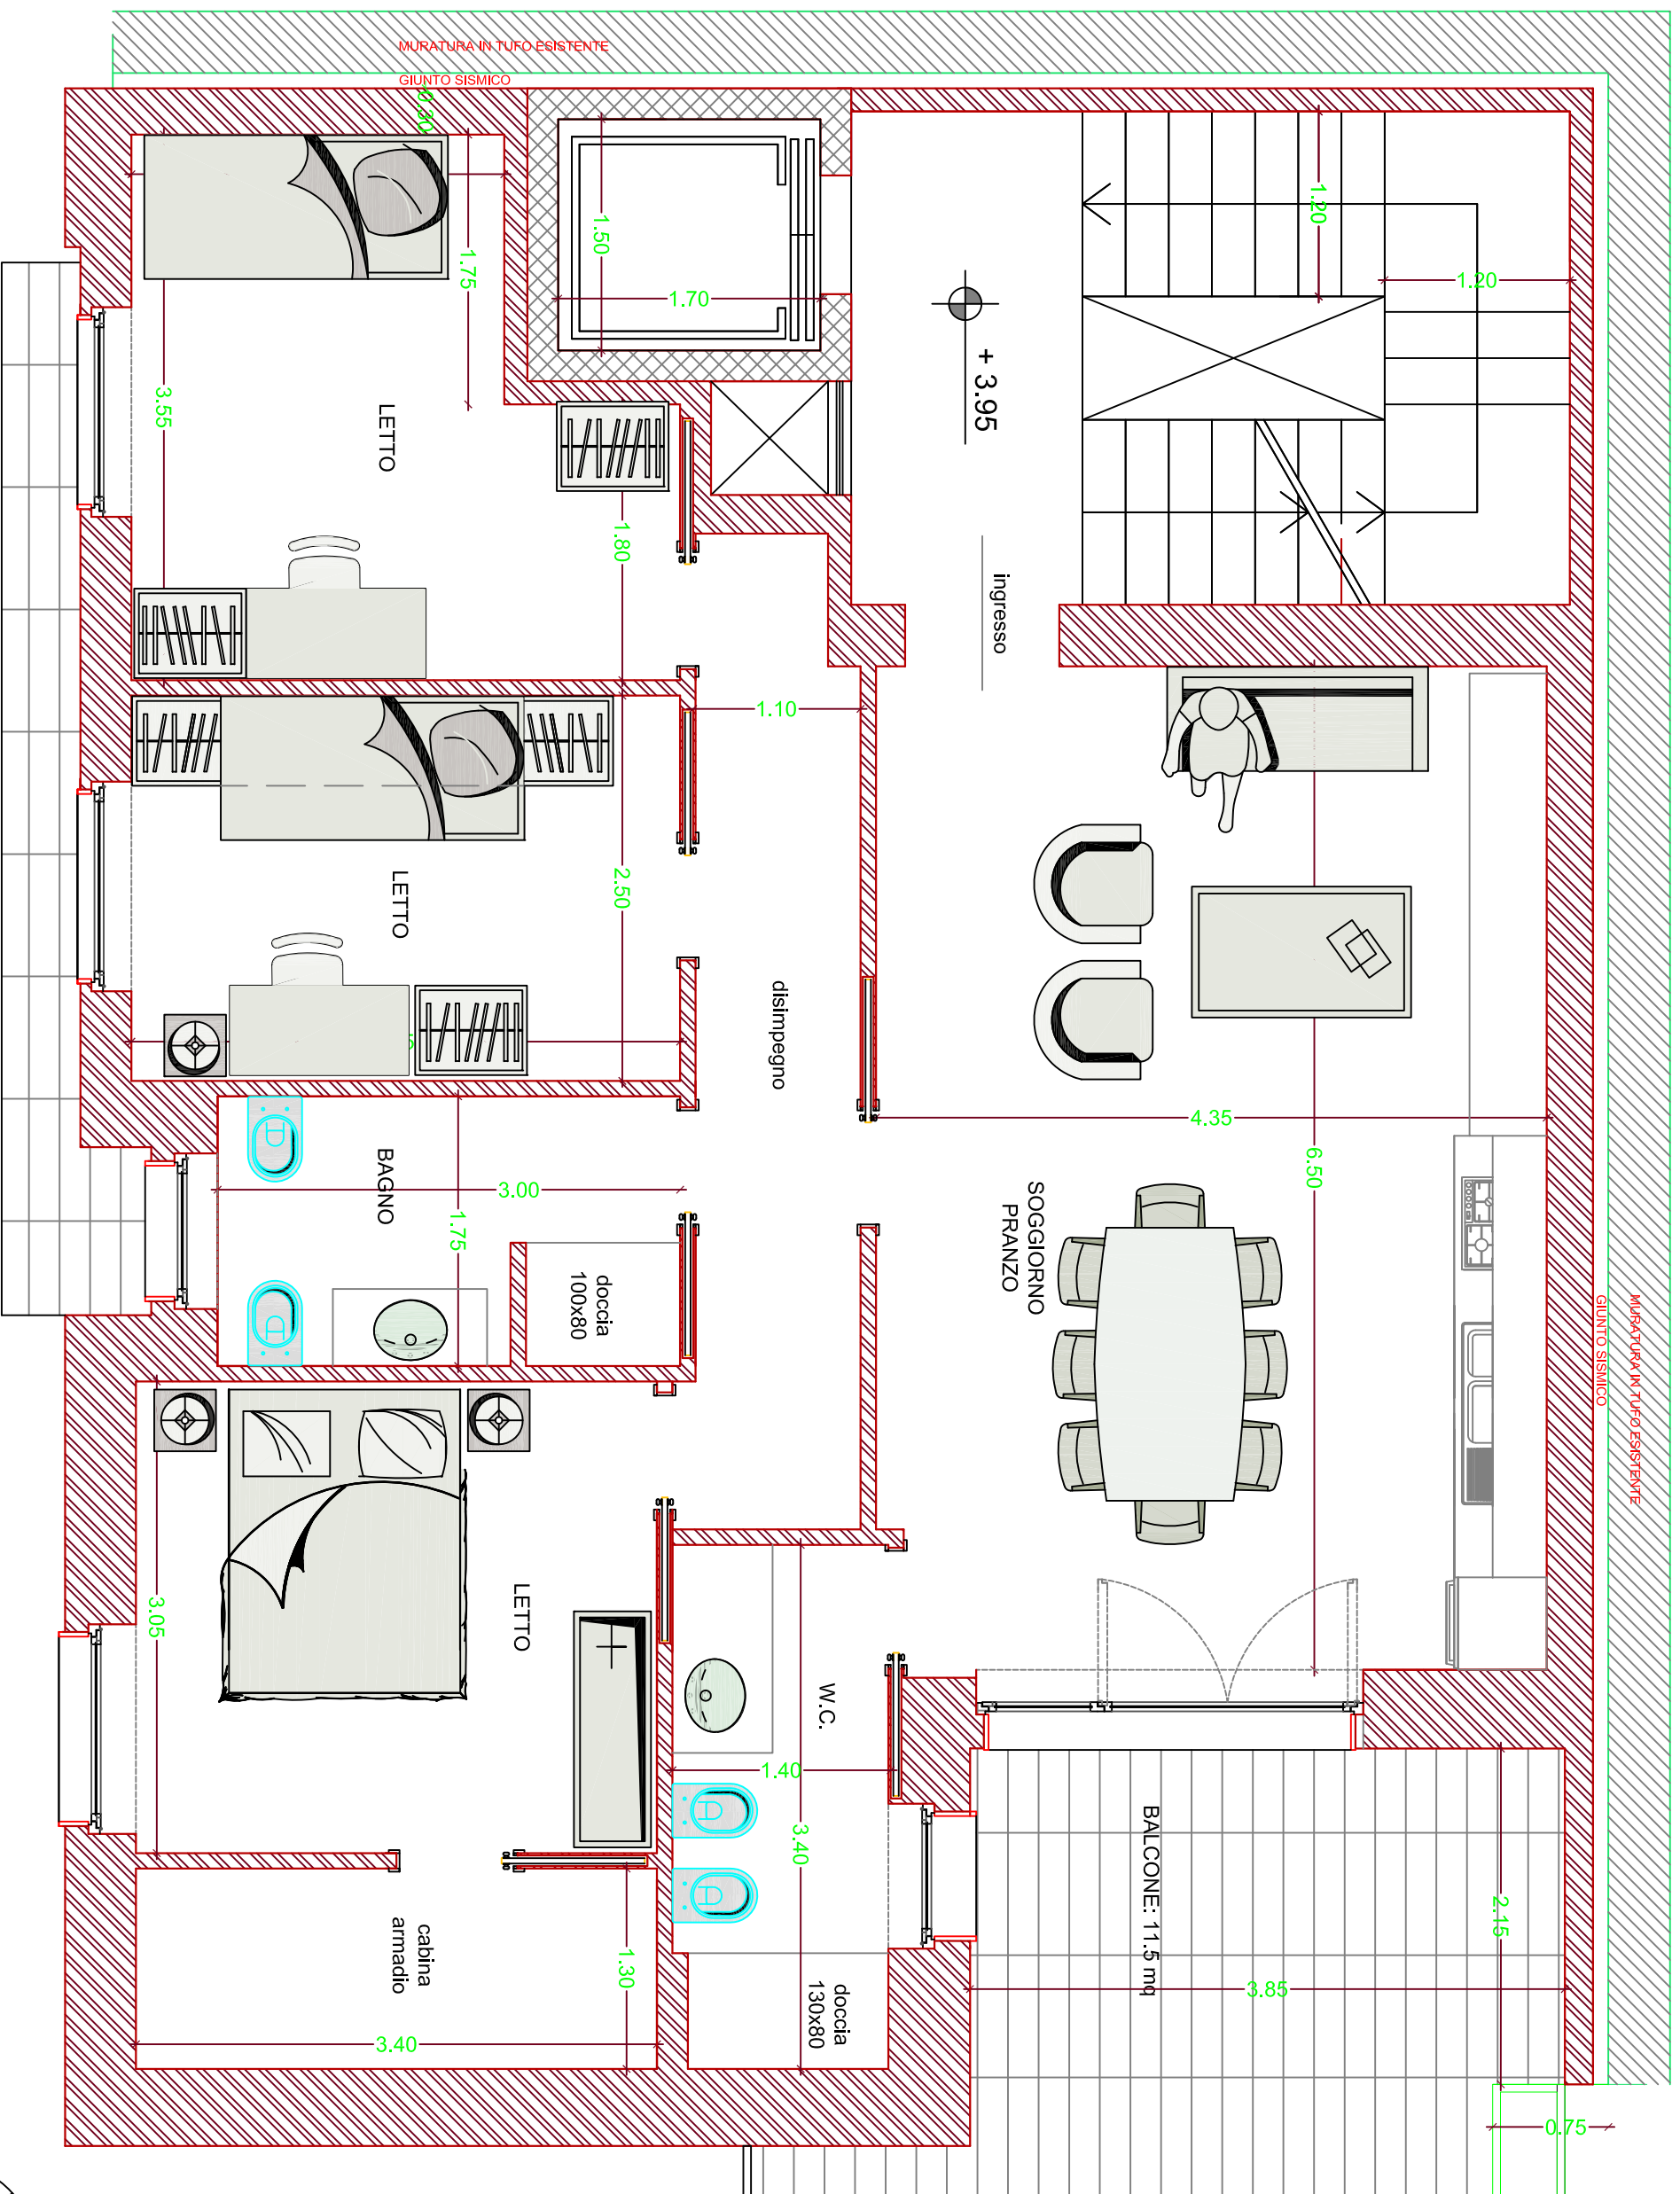 MURATURA IN TUFO ESISTENTE
GIUNTO SISMICO
0.30
1.75
1.50
1.70
1.20
1.20
+ 3.95
3.55
LETTO
1.80
ingresso
1.10
2.50
LETTO
disimpegno
4.35
6.50
SOGGIORNO
PRANZO
BAGNO
3.00
1.75
doccia
100x80
MURATURA IN TUFO ESISTENTE
GIUNTO SISMICO
3.05
LETTO
W.C.
1.40
3.40
BALCONE: 11.5 mq
2.15
3.85
cabina
armadio
1.30
3.40
doccia
130x80
0.75